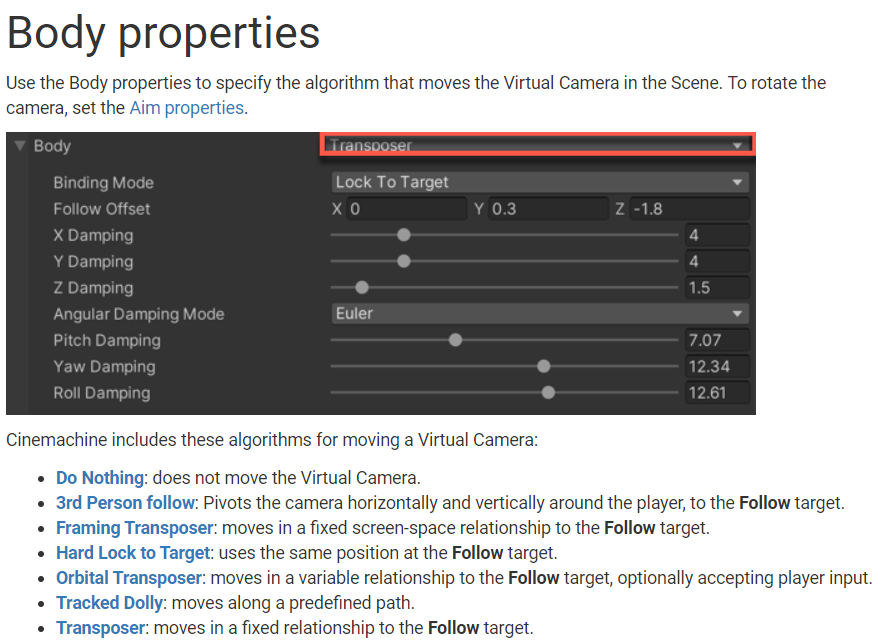 Body properties
Use the Body properties to specify the algorithm that moves the Virtual Camera in the Scene. To rotate the
camera, set the Aim properties.
Body Transposer
Binding Mode Lock To Target
Follow Offset X 0 Y 0.3 Z -1.8
X Damping 4
Y Damping 4
Z Damping 1.5
Angular Damping Mode Euler
Pitch Damping 7.07
Yaw Damping 12.34
Roll Damping 12.61
Cinemachine includes these algorithms for moving a Virtual Camera:
• Do Nothing: does not move the Virtual Camera.
• 3rd Person follow: Pivots the camera horizontally and vertically around the player, to the Follow target.
• Framing Transposer: moves in a fixed screen-space relationship to the Follow target.
• Hard Lock to Target: uses the same position at the Follow target.
• Orbital Transposer: moves in a variable relationship to the Follow target, optionally accepting player input.
• Tracked Dolly: moves along a predefined path.
• Transposer: moves in a fixed relationship to the Follow target.